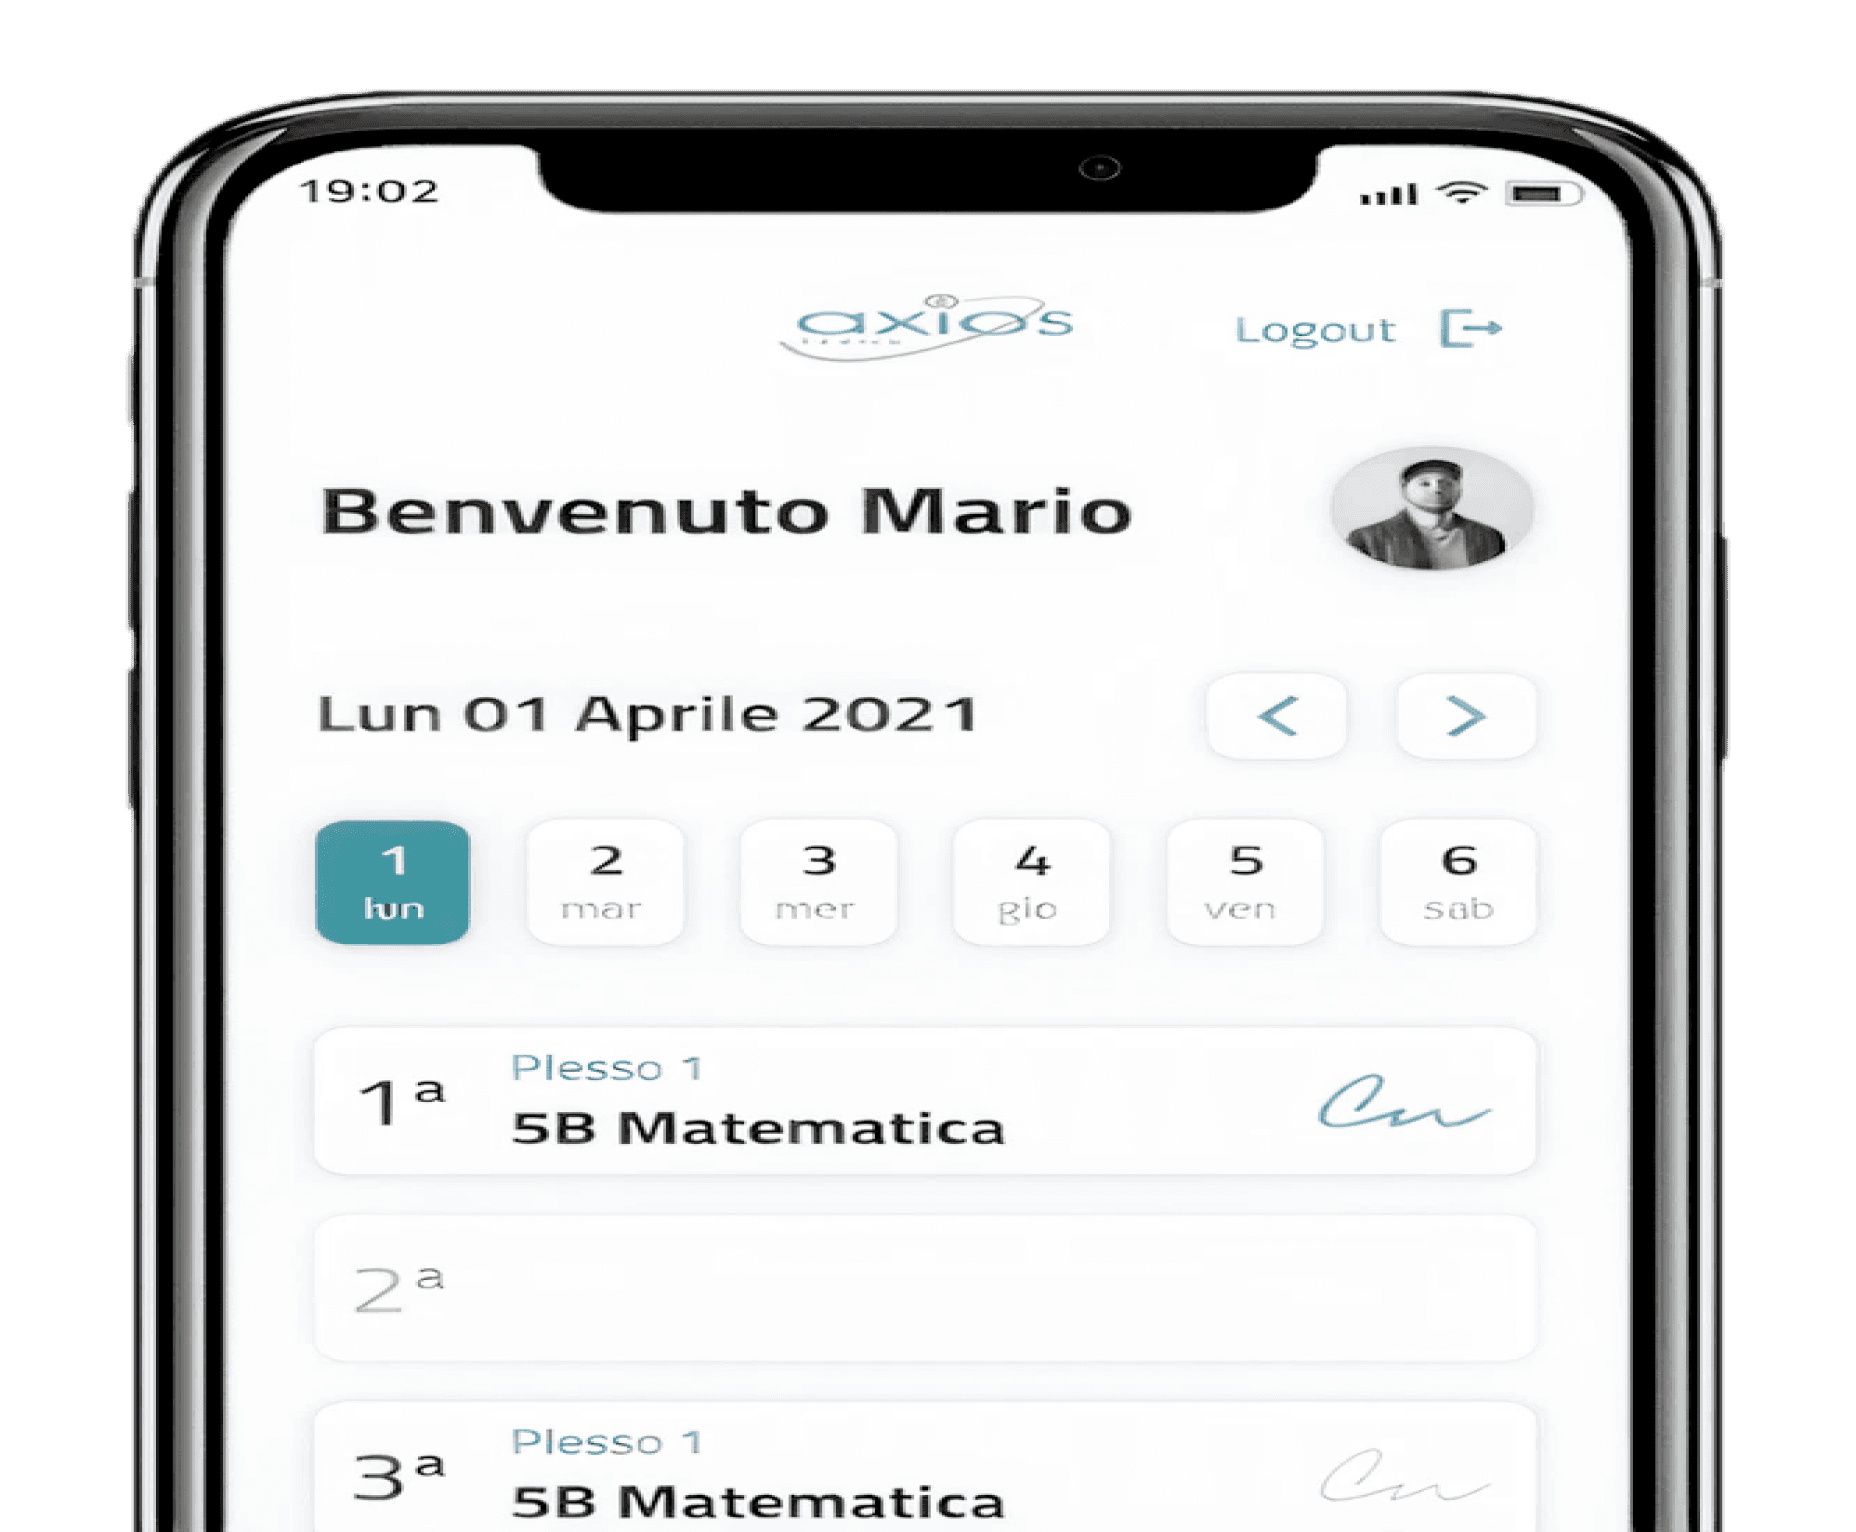 19:02
axios
Logout
Benvenuto Mario
Lun 01 Aprile 2021
1 2 3 4 5 6
lun mar mer gio ven sab
1ª
Plesso 1
5B Matematica
2ª
3ª
Plesso 1
5B Matematica